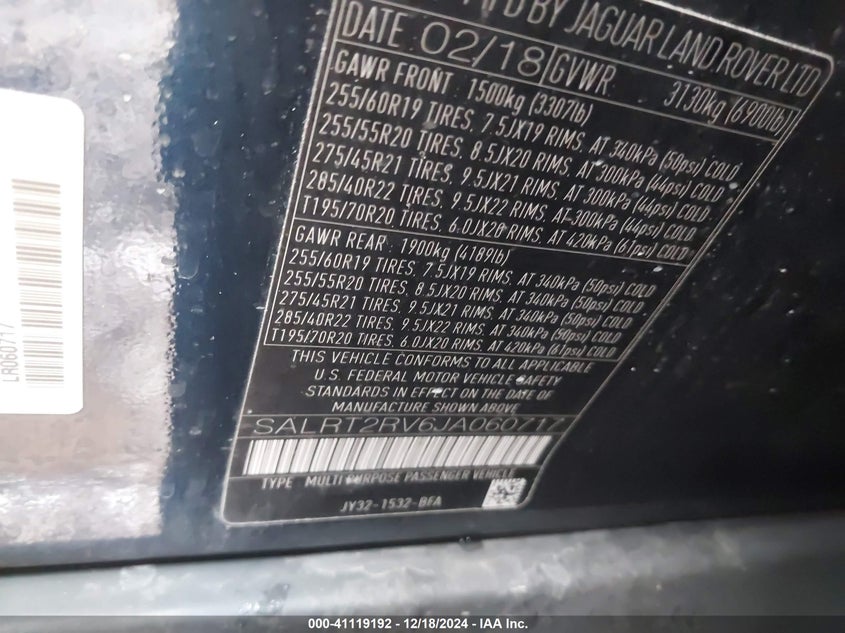 MFD BY JAGUAR LAND ROVER LTD
DATE 02/18 GVWR 3130kg (6900lb)
GAWR FRONT 1500kg (3307lb)
255/60R19 TIRES, 7.5JX19 RIMS, AT 340kPa (50psi) COLD
255/55R20 TIRES, 8.5JX20 RIMS, AT 300kPa (44psi) COLD
275/45R21 TIRES, 9.5JX21 RIMS, AT 300kPa (44psi) COLD
285/40R22 TIRES, 9.5JX22 RIMS, AT 300kPa (44psi) COLD
T195/70R20 TIRES, 6.0JX20 RIMS, AT 420kPa (61psi) COLD
GAWR REAR 1900kg (4189lb)
255/60R19 TIRES, 7.5JX19 RIMS, AT 340kPa (50psi) COLD
255/55R20 TIRES, 8.5JX20 RIMS, AT 340kPa (50psi) COLD
275/45R21 TIRES, 9.5JX21 RIMS, AT 340kPa (50psi) COLD
285/40R22 TIRES, 9.5JX22 RIMS, AT 340kPa (50psi) COLD
T195/70R20 TIRES, 6.0JX20 RIMS, AT 420kPa (61psi) COLD
THIS VEHICLE CONFORMS TO ALL APPLICABLE
U.S. FEDERAL MOTOR VEHICLE SAFETY
STANDARDS IN EFFECT ON THE DATE OF
MANUFACTURE SHOWN ABOVE
SALRT2RV6JA060717
TYPE MULTI PURPOSE PASSENGER VEHICLE
JY32-1532-BFA
LR060717
000-41119192 - 12/18/2024 - IAA Inc.